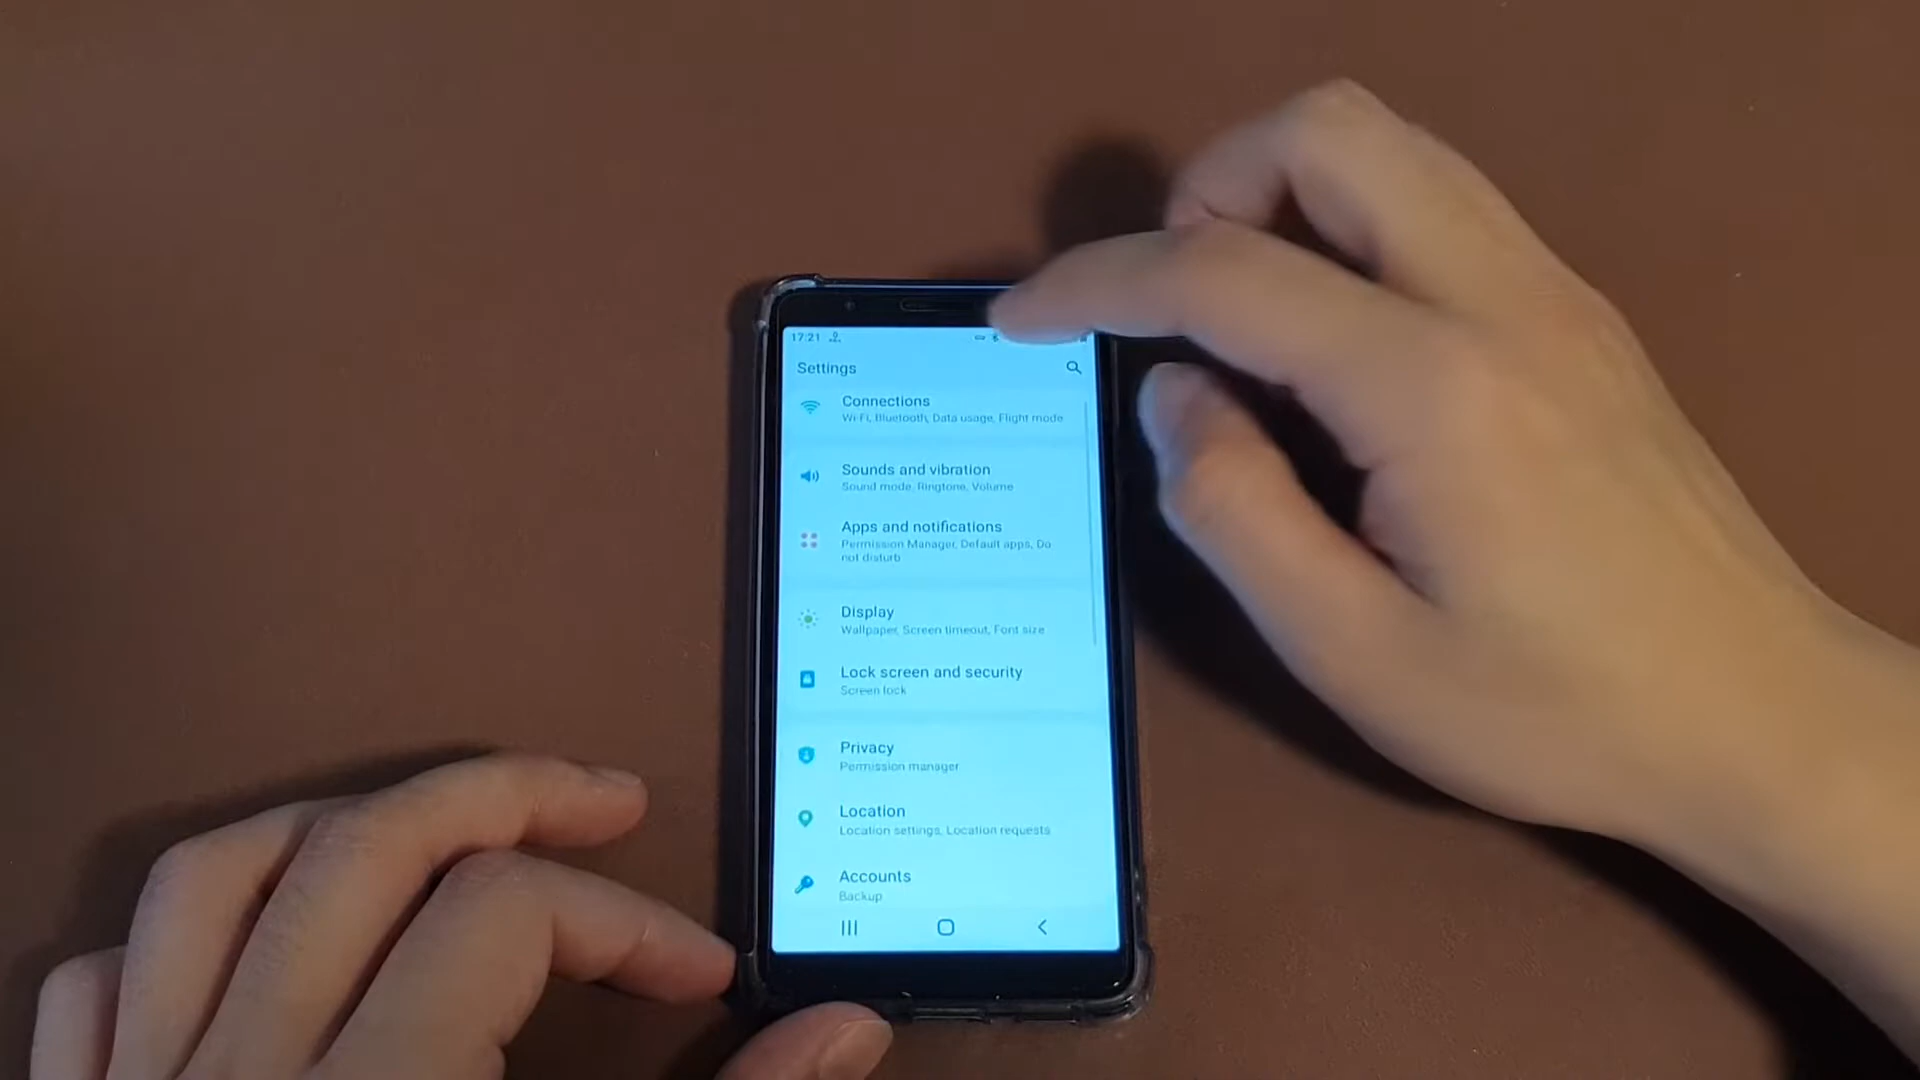 17:21
Settings
Connections
Wi-Fi, Bluetooth, Data usage, Flight mode
Sounds and vibration
Sound mode, Ringtone, Volume
Apps and notifications
Permission Manager, Default apps, Do
not disturb
Display
Wallpaper, Screen timeout, Font size
Lock screen and security
Screen lock
Privacy
Permission manager
Location
Location settings, Location requests
Accounts
Backup